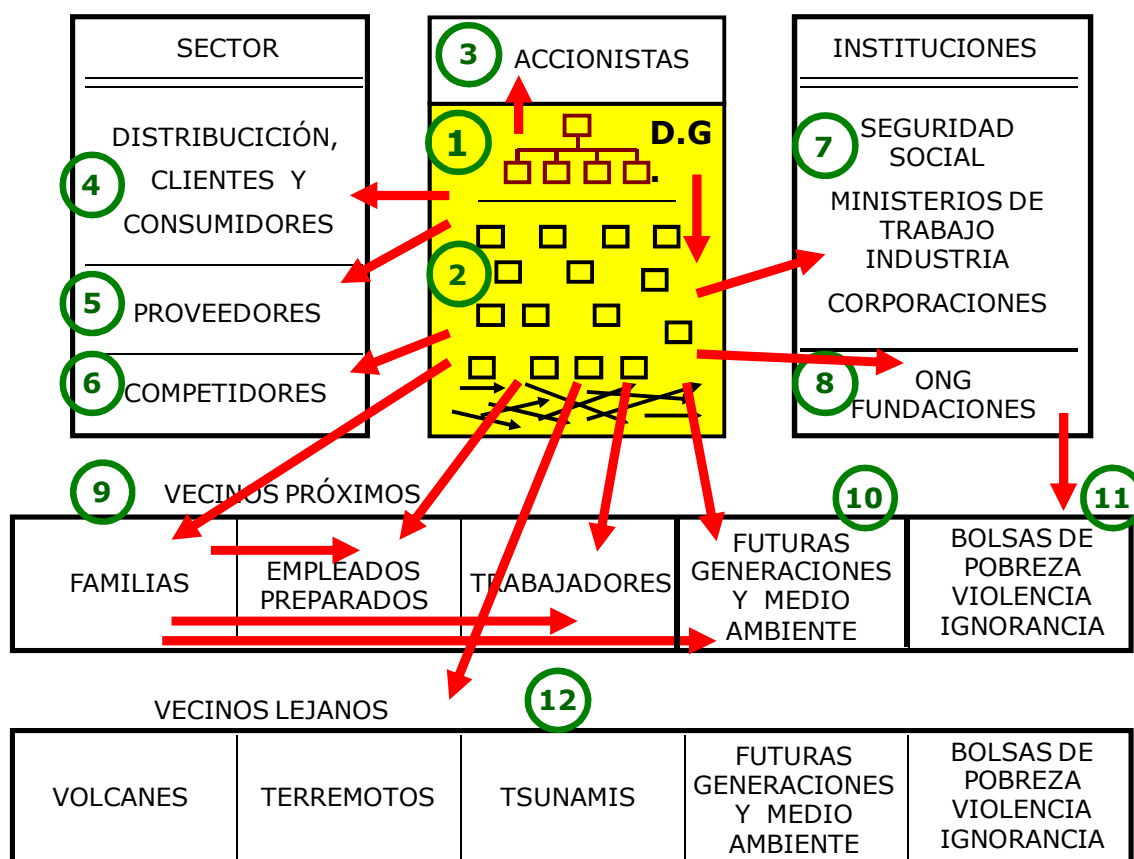 SECTOR
DISTRIBUCICIÓN,
4
CLIENTES Y
CONSUMIDORES
5
PROVEEDORES
6
COMPETIDORES
3
ACCIONISTAS
1
D.G
.
2
INSTITUCIONES
7
SEGURIDAD
SOCIAL
MINISTERIOS DE
TRABAJO
INDUSTRIA
CORPORACIONES
8
ONG
FUNDACIONES
9
VECINOS PRÓXIMOS
10
11
FAMILIAS
EMPLEADOS
PREPARADOS
TRABAJADORES
FUTURAS
GENERACIONES
Y MEDIO
AMBIENTE
BOLSAS DE
POBREZA
VIOLENCIA
IGNORANCIA
VECINOS LEJANOS
12
VOLCANES
TERREMOTOS
TSUNAMIS
FUTURAS
GENERACIONES
Y MEDIO
AMBIENTE
BOLSAS DE
POBREZA
VIOLENCIA
IGNORANCIA